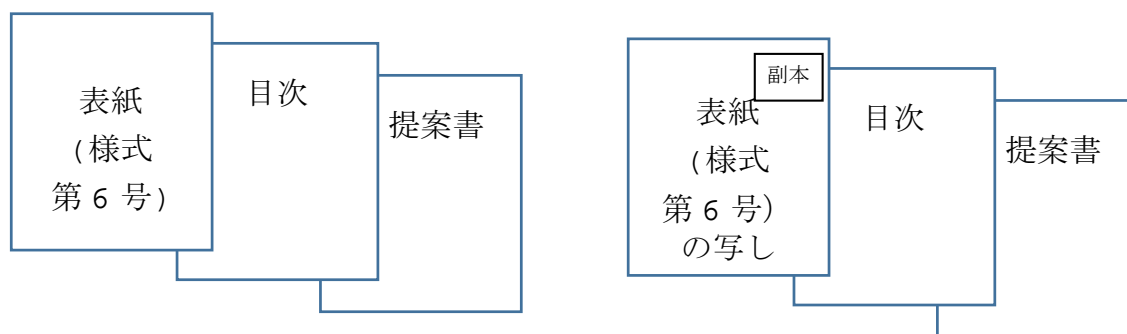 表紙
(様式
第 6 号)
目次
提案書
副本
表紙
(様式
第 6 号)
の写し
目次
提案書